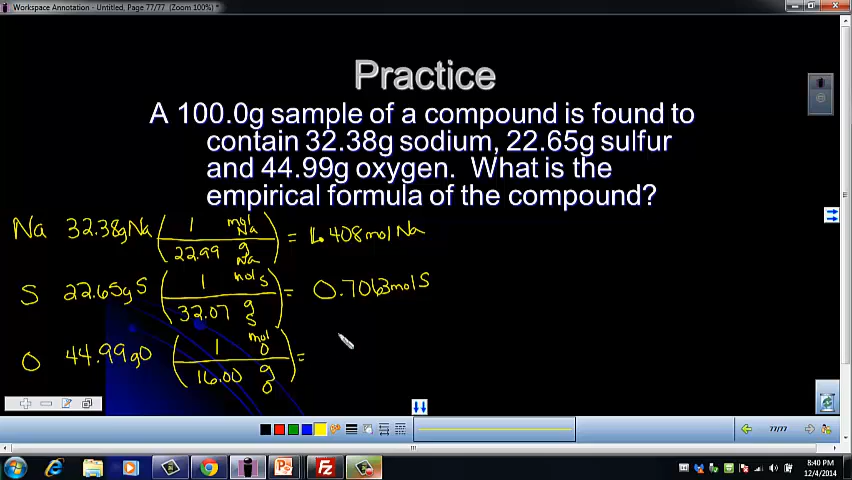 Workspace Annotation - Untitled, Page 77/77 (Zoom 100%) *
Practice
A 100.0g sample of a compound is found to
contain 32.38g sodium, 22.65g sulfur
and 44.99g oxygen. What is the
empirical formula of the compound?
Na 32.38gNa ( 1 mol Na / 22.99 g Na ) = 1.408 mol Na
S 22.65g S ( 1 mol S / 32.07 g S ) = 0.7063 mol S
O 44.99gO ( 1 mol O / 16.00 g O ) =
77/77
8:40 PM
12/4/2014